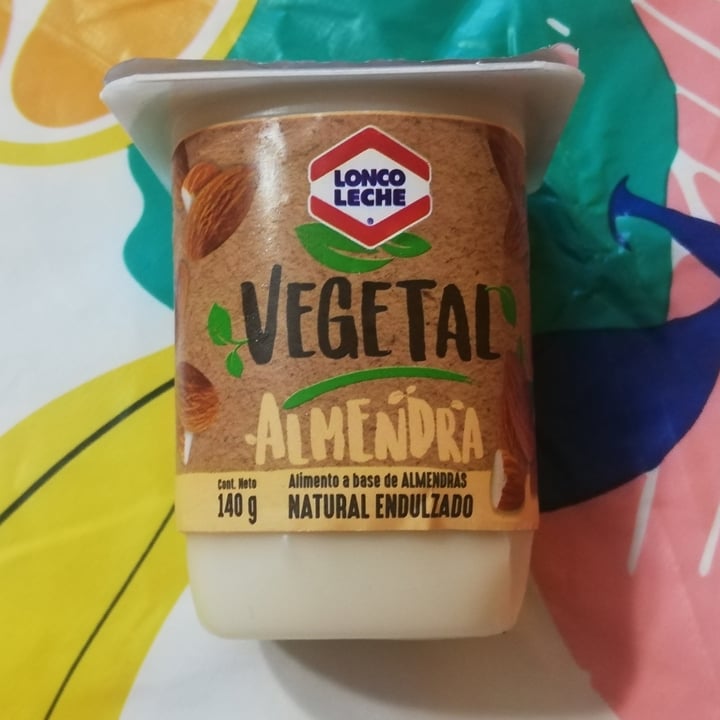 LONCO
LECHE
®
VEGETAL
ALMENDRA
Cont. Neto
140 g
Alimento a base de ALMENDRAS
NATURAL ENDULZADO